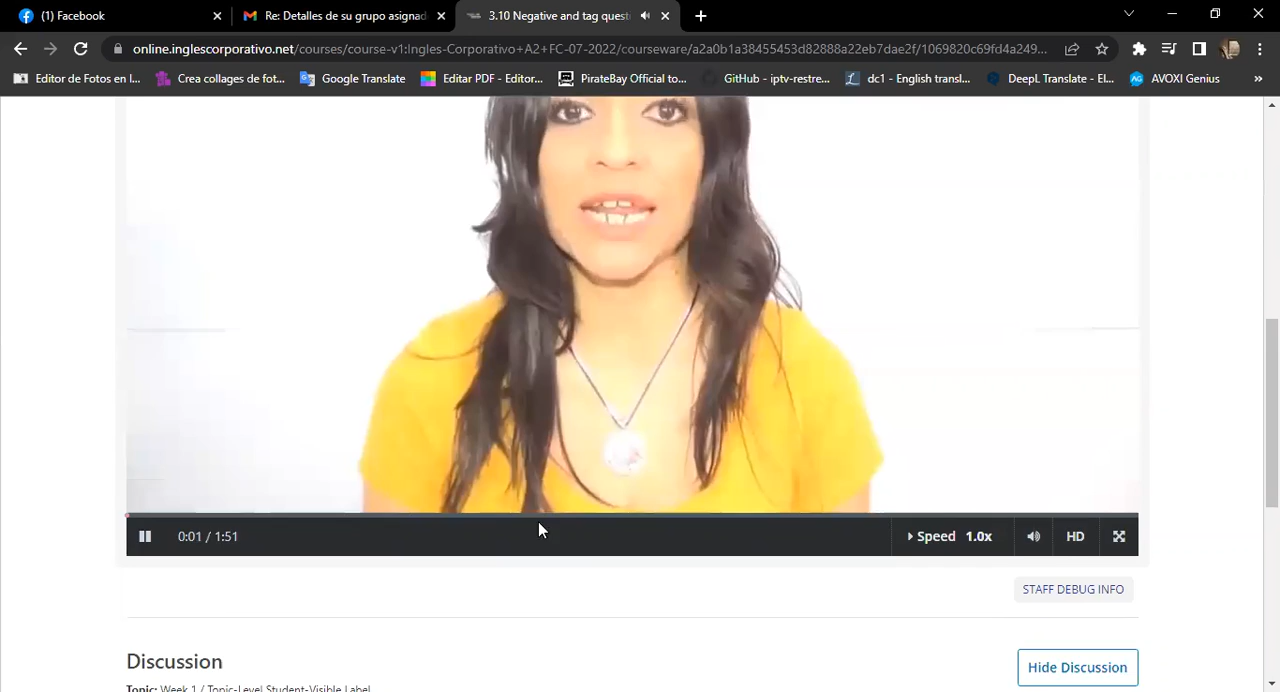 (1) Facebook
Re: Detalles de su grupo asignad
3.10 Negative and tag quest
online.inglescorporativo.net/courses/course-v1:Ingles-Corporativo+A2+FC-07-2022/courseware/a2a0b1a38455453d82888a22eb7dae2f/1069820c69fd4a249...
Editor de Fotos en l...
Crea collages de fot...
Google Translate
Editar PDF - Editor...
PirateBay Official to...
GitHub - iptv-restre...
dc1 - English transl...
DeepL Translate - El...
AVOXI Genius
»
0:01 / 1:51
Speed 1.0x
HD
STAFF DEBUG INFO
Discussion
Hide Discussion
Topic: Week 1 / Topic-Level Student-Visible Label